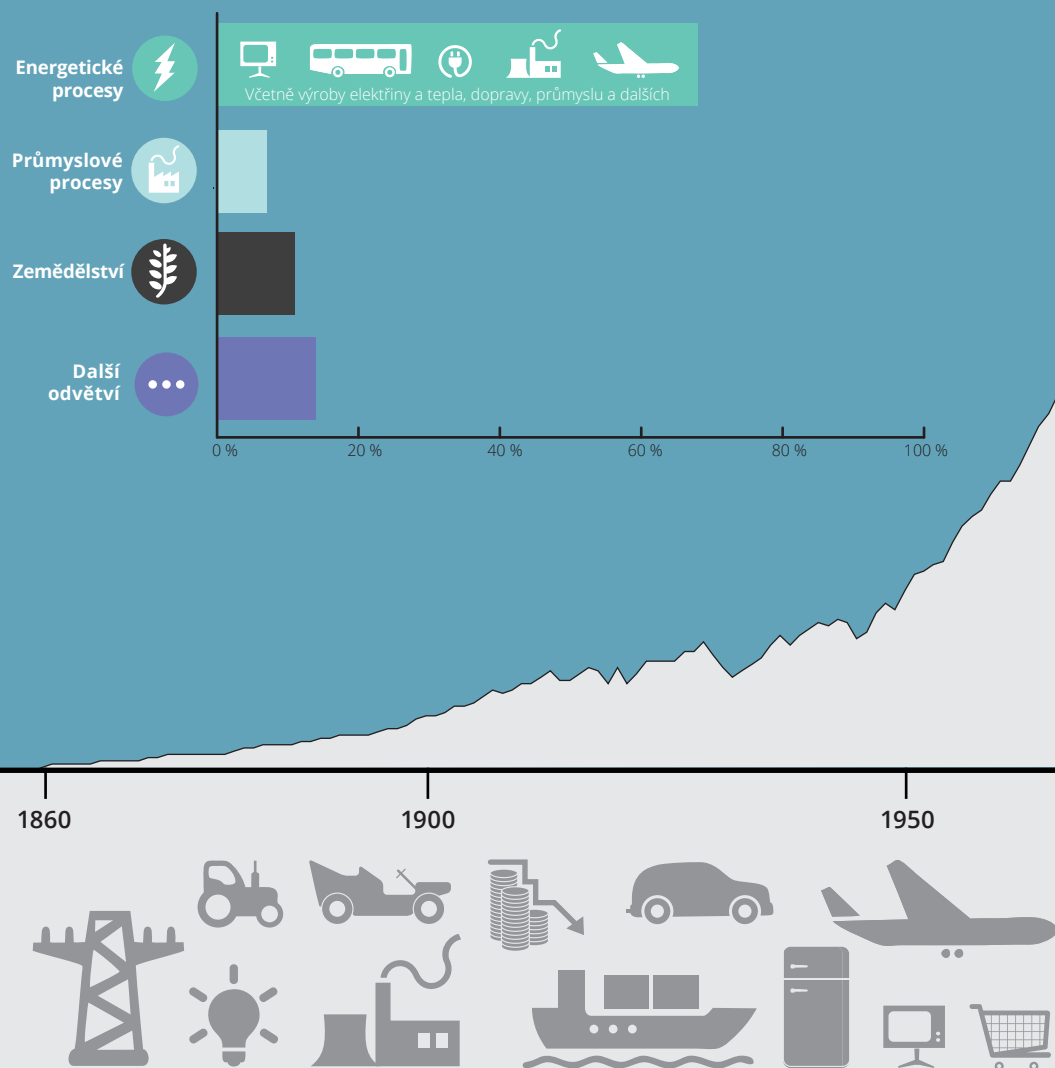 Energetické
procesy
Včetně výroby elektřiny a tepla, dopravy, průmyslu a dalších
Průmyslové
procesy
Zemědělství
Další
odvětví
0 %
20 %
40 %
60 %
80 %
100 %
1860
1900
1950